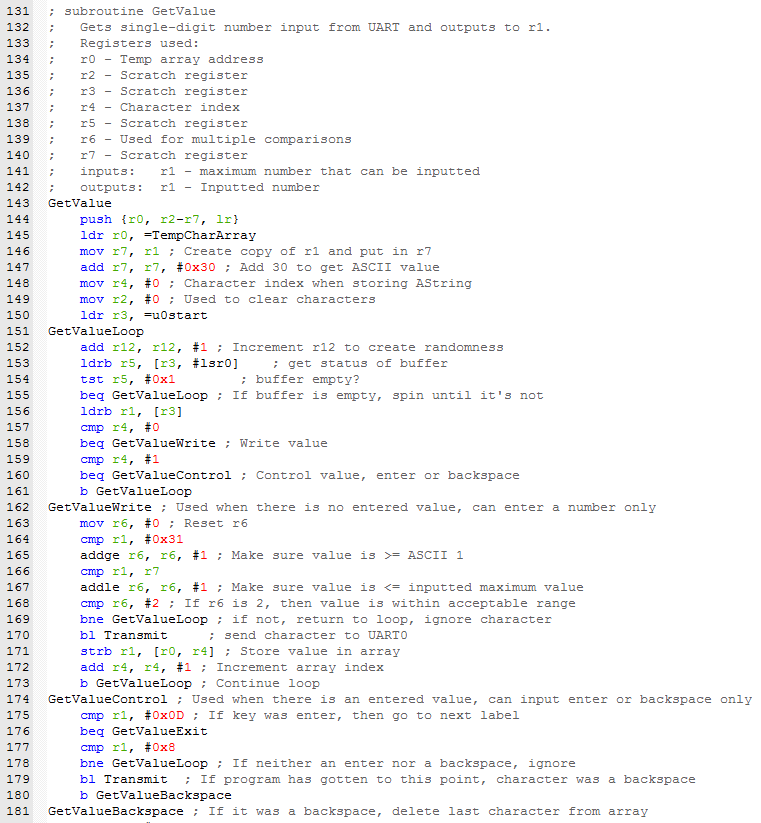 131 ; subroutine GetValue
132 ;   Gets single-digit number input from UART and outputs to r1.
133 ;   Registers used:
134 ;   r0 - Temp array address
135 ;   r2 - Scratch register
136 ;   r3 - Scratch register
137 ;   r4 - Character index
138 ;   r5 - Scratch register
139 ;   r6 - Used for multiple comparisons
140 ;   r7 - Scratch register
141 ;   inputs:   r1 - maximum number that can be inputted
142 ;   outputs:  r1 - Inputted number
143 GetValue
144     push {r0, r2-r7, lr}
145     ldr r0, =TempCharArray
146     mov r7, r1 ; Create copy of r1 and put in r7
147     add r7, r7, #0x30 ; Add 30 to get ASCII value
148     mov r4, #0 ; Character index when storing AString
149     mov r2, #0 ; Used to clear characters
150     ldr r3, =u0start
151 GetValueLoop
152     add r12, r12, #1 ; Increment r12 to create randomness
153     ldrb r5, [r3, #lsr0]    ; get status of buffer
154     tst r5, #0x1        ; buffer empty?
155     beq GetValueLoop ; If buffer is empty, spin until it's not
156     ldrb r1, [r3]
157     cmp r4, #0
158     beq GetValueWrite ; Write value
159     cmp r4, #1
160     beq GetValueControl ; Control value, enter or backspace
161     b GetValueLoop
162 GetValueWrite ; Used when there is no entered value, can enter a number only
163     mov r6, #0 ; Reset r6
164     cmp r1, #0x31
165     addge r6, r6, #1 ; Make sure value is >= ASCII 1
166     cmp r1, r7
167     addle r6, r6, #1 ; Make sure value is <= inputted maximum value
168     cmp r6, #2 ; If r6 is 2, then value is within acceptable range
169     bne GetValueLoop ; if not, return to loop, ignore character
170     bl Transmit     ; send character to UART0
171     strb r1, [r0, r4] ; Store value in array
172     add r4, r4, #1 ; Increment array index
173     b GetValueLoop ; Continue loop
174 GetValueControl ; Used when there is an entered value, can input enter or backspace only
175     cmp r1, #0x0D ; If key was enter, then go to next label
176     beq GetValueExit
177     cmp r1, #0x8
178     bne GetValueLoop ; If neither an enter nor a backspace, ignore
179     bl Transmit  ; If program has gotten to this point, character was a backspace
180     b GetValueBackspace
181 GetValueBackspace ; If it was a backspace, delete last character from array